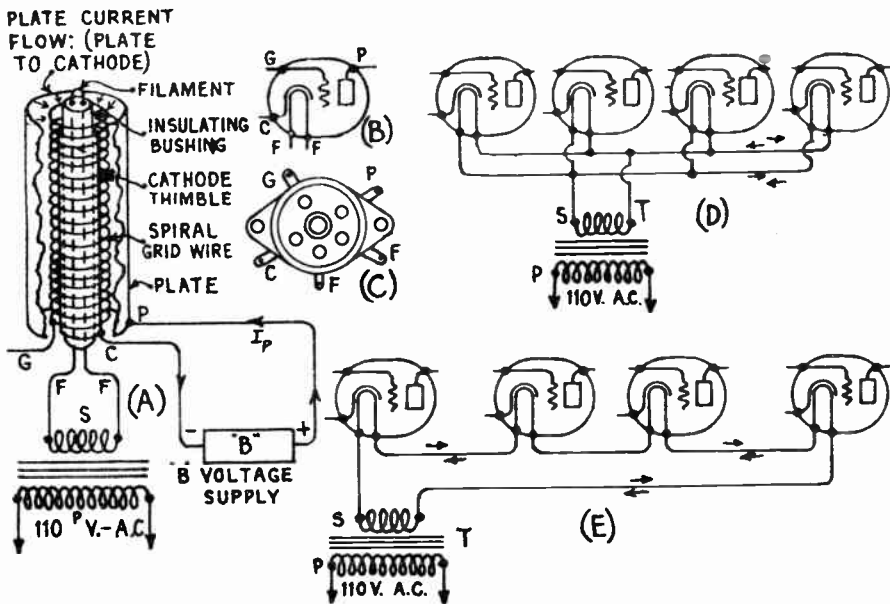 PLATE CURRENT
FLOW: (PLATE
TO CATHODE)
FILAMENT
INSULATING
BUSHING
CATHODE
THIMBLE
SPIRAL
GRID WIRE
PLATE
P
G
C
F F
S
(A)
110 P V.-A.C.
Ip
- "B" +
"B" VOLTAGE
SUPPLY
G P
C
F F
(B)
G P
C F F
(C)
S T
(D)
P
110V. A.C.
S T
(E)
P
110V. A.C.